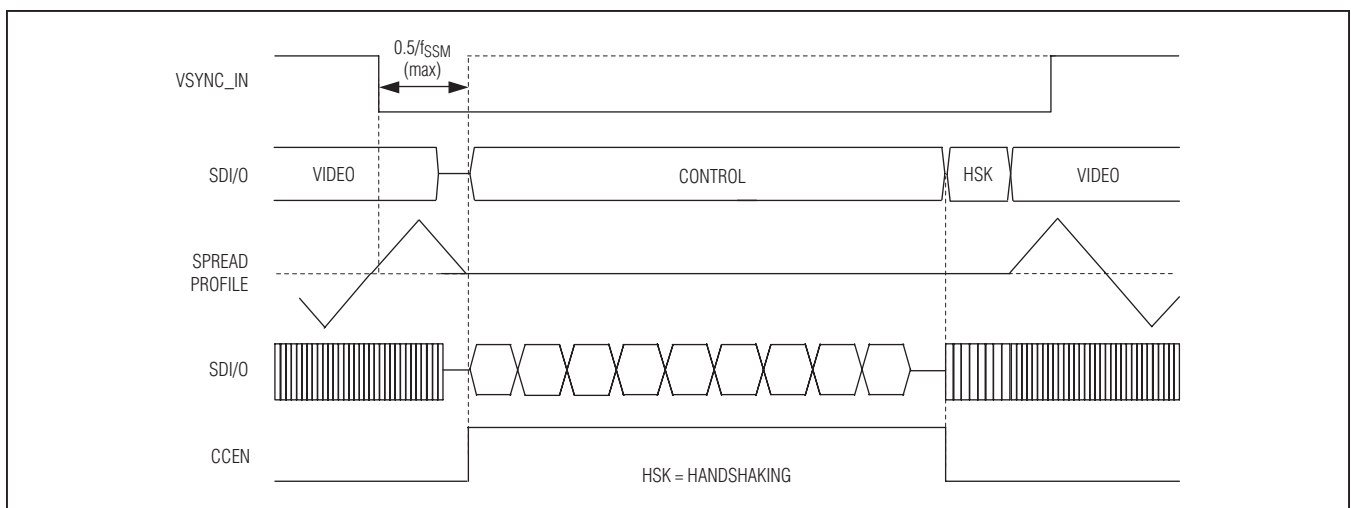 0.5/fSSM
(max)
VSYNC_IN
SDI/O
VIDEO
CONTROL
HSK
VIDEO
SPREAD
PROFILE
SDI/O
CCEN
HSK = HANDSHAKING